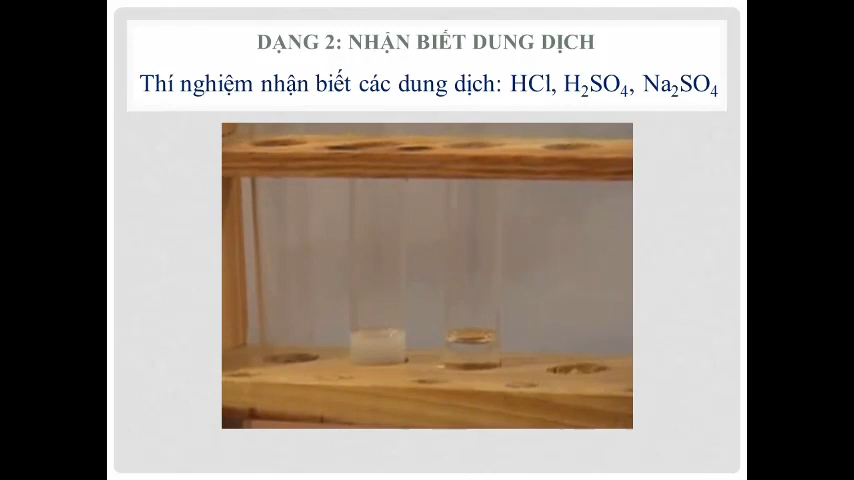 DẠNG 2: NHẬN BIẾT DUNG DỊCH
Thí nghiệm nhận biết các dung dịch: HCl, H₂SO₄, Na₂SO₄